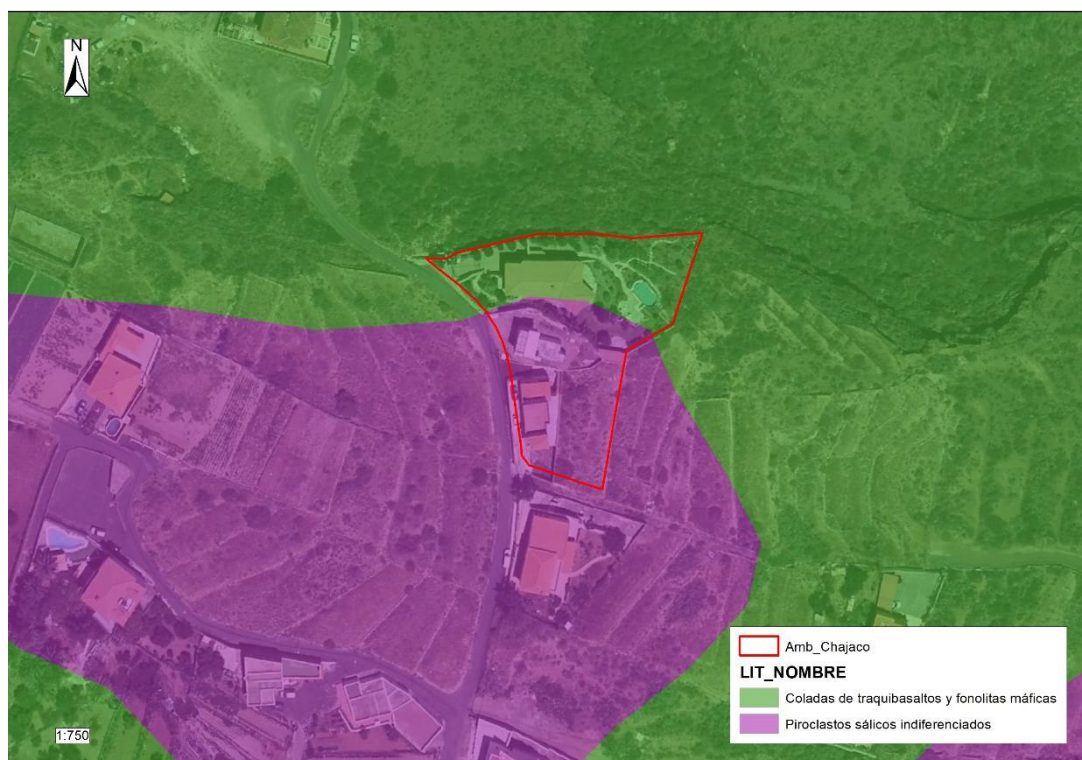 N
Amb_Chajaco
LIT_NOMBRE
Coladas de traquibasaltos y fonolitas máficas
Piroclastos sálicos indiferenciados
1:750